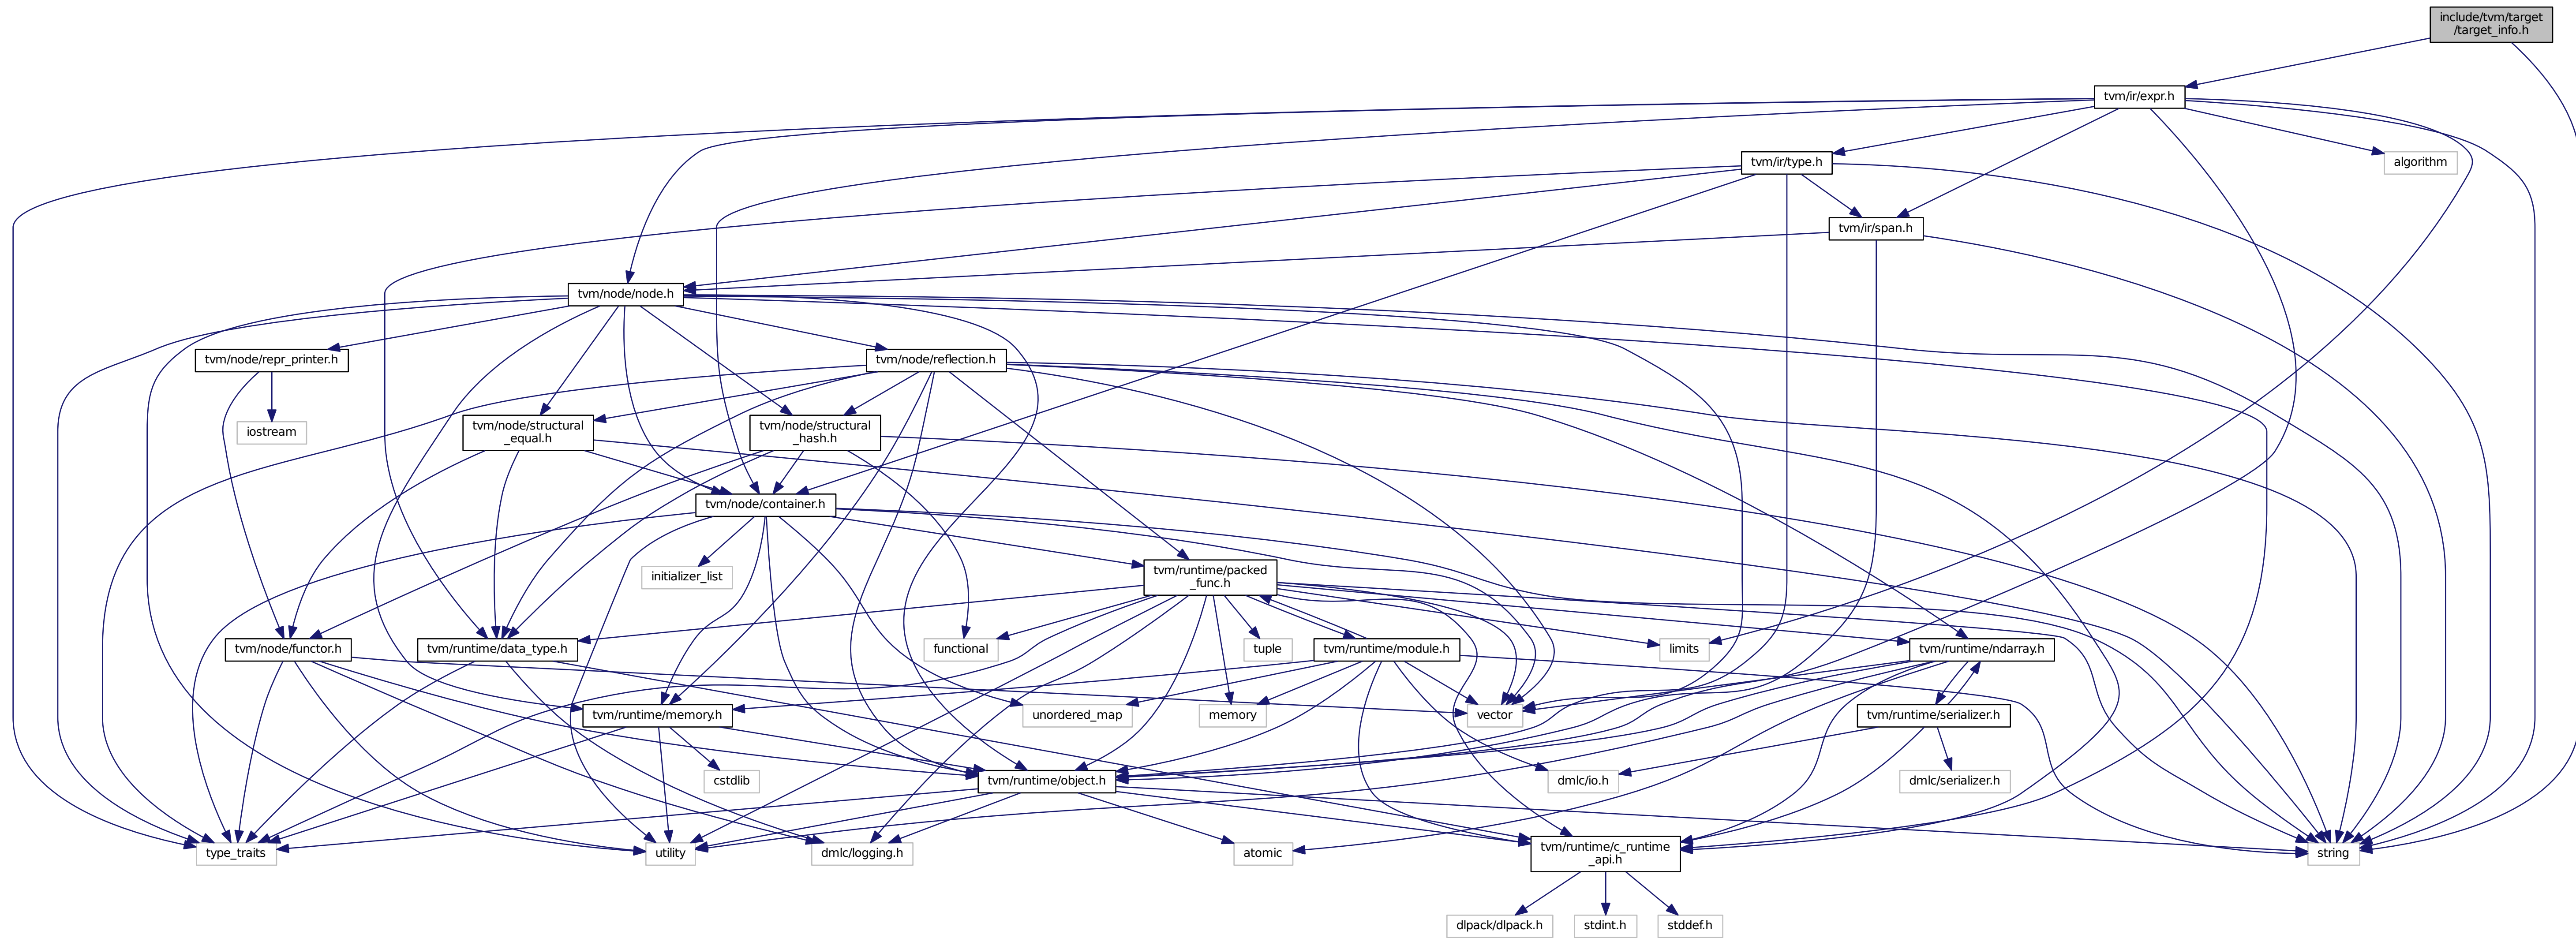 include/tvm/target
/target_info.h
tvm/ir/expr.h
tvm/ir/type.h
algorithm
tvm/ir/span.h
tvm/node/node.h
tvm/node/repr_printer.h
tvm/node/reflection.h
iostream
tvm/node/structural
_equal.h
tvm/node/structural
_hash.h
tvm/node/container.h
initializer_list
tvm/runtime/packed
_func.h
tvm/node/functor.h
tvm/runtime/data_type.h
functional
tuple
tvm/runtime/module.h
limits
tvm/runtime/ndarray.h
tvm/runtime/memory.h
unordered_map
memory
vector
tvm/runtime/serializer.h
cstdlib
tvm/runtime/object.h
dmlc/io.h
dmlc/serializer.h
type_traits
utility
dmlc/logging.h
atomic
tvm/runtime/c_runtime
_api.h
string
dlpack/dlpack.h
stdint.h
stddef.h